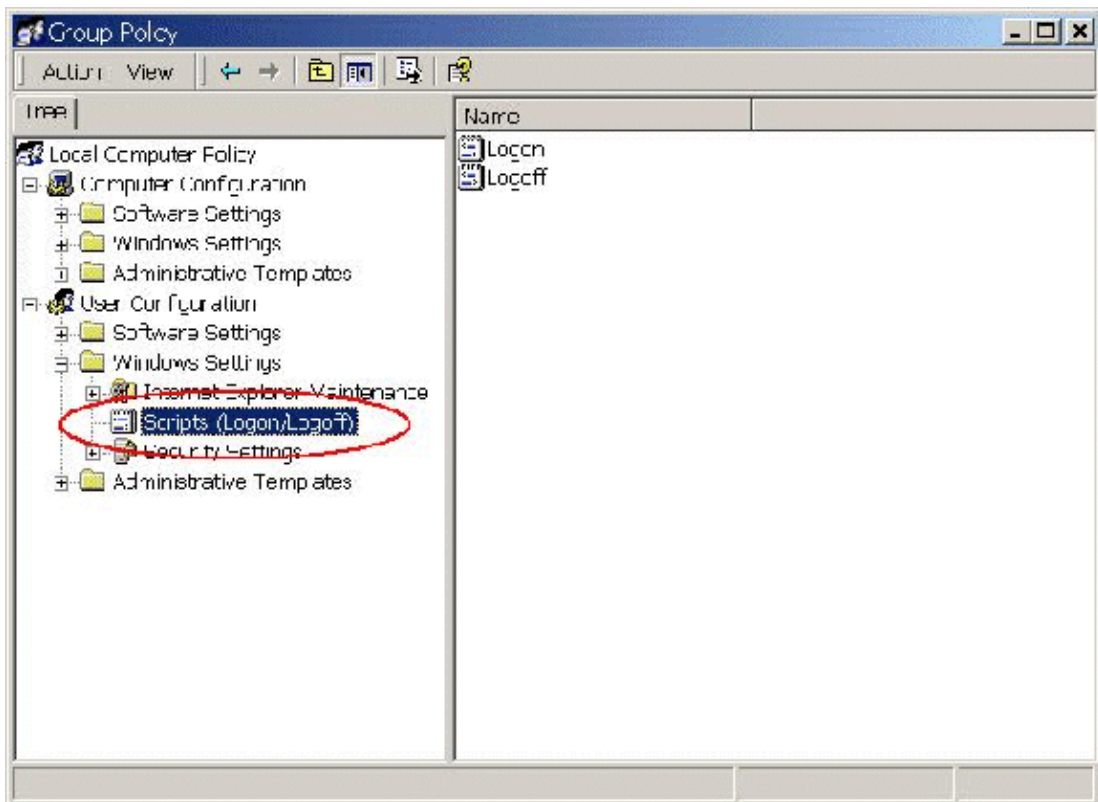 Group Policy
Action View
Tree
Name
Local Computer Policy
Computer Configuration
Software Settings
Windows Settings
Administrative Templates
User Configuration
Software Settings
Windows Settings
Internet Explorer Maintenance
Scripts (Logon/Logoff)
Security Settings
Administrative Templates
Logon
Logoff